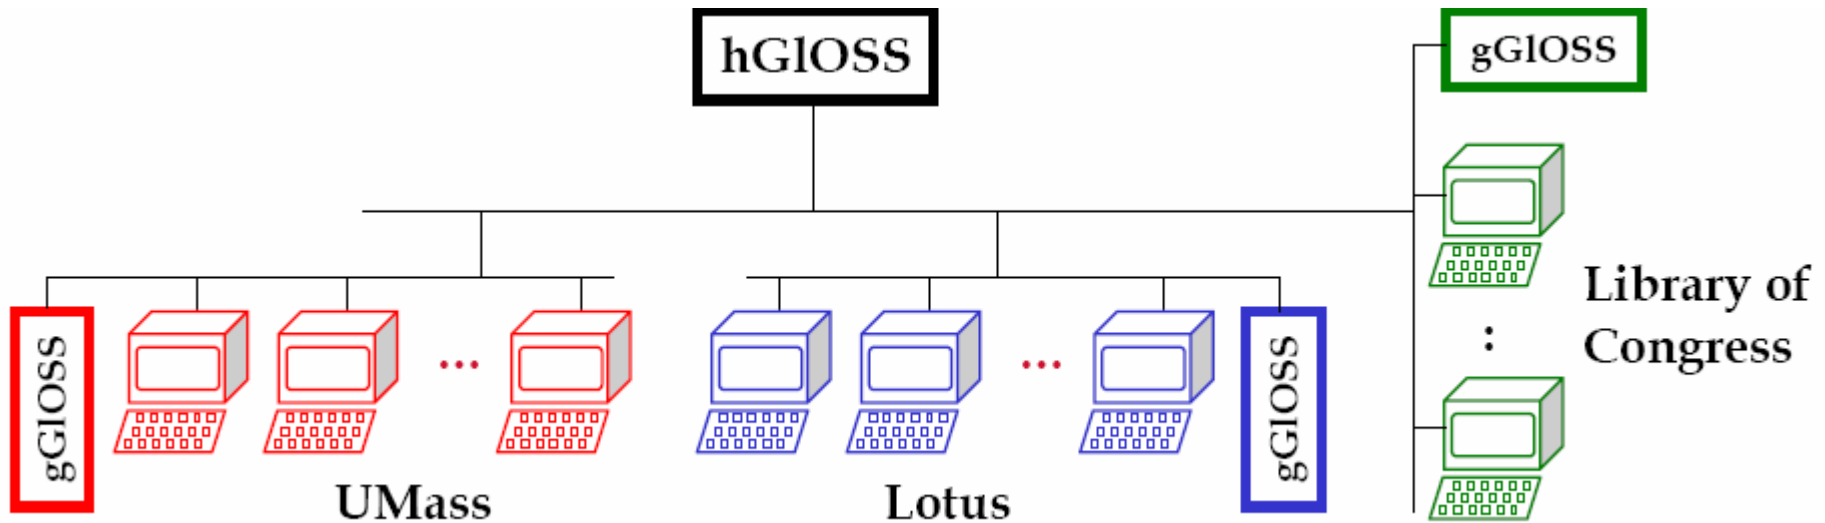 hGlOSS
gGlOSS
gGlOSS
...
UMass
...
Lotus
gGlOSS
:
Library of
Congress